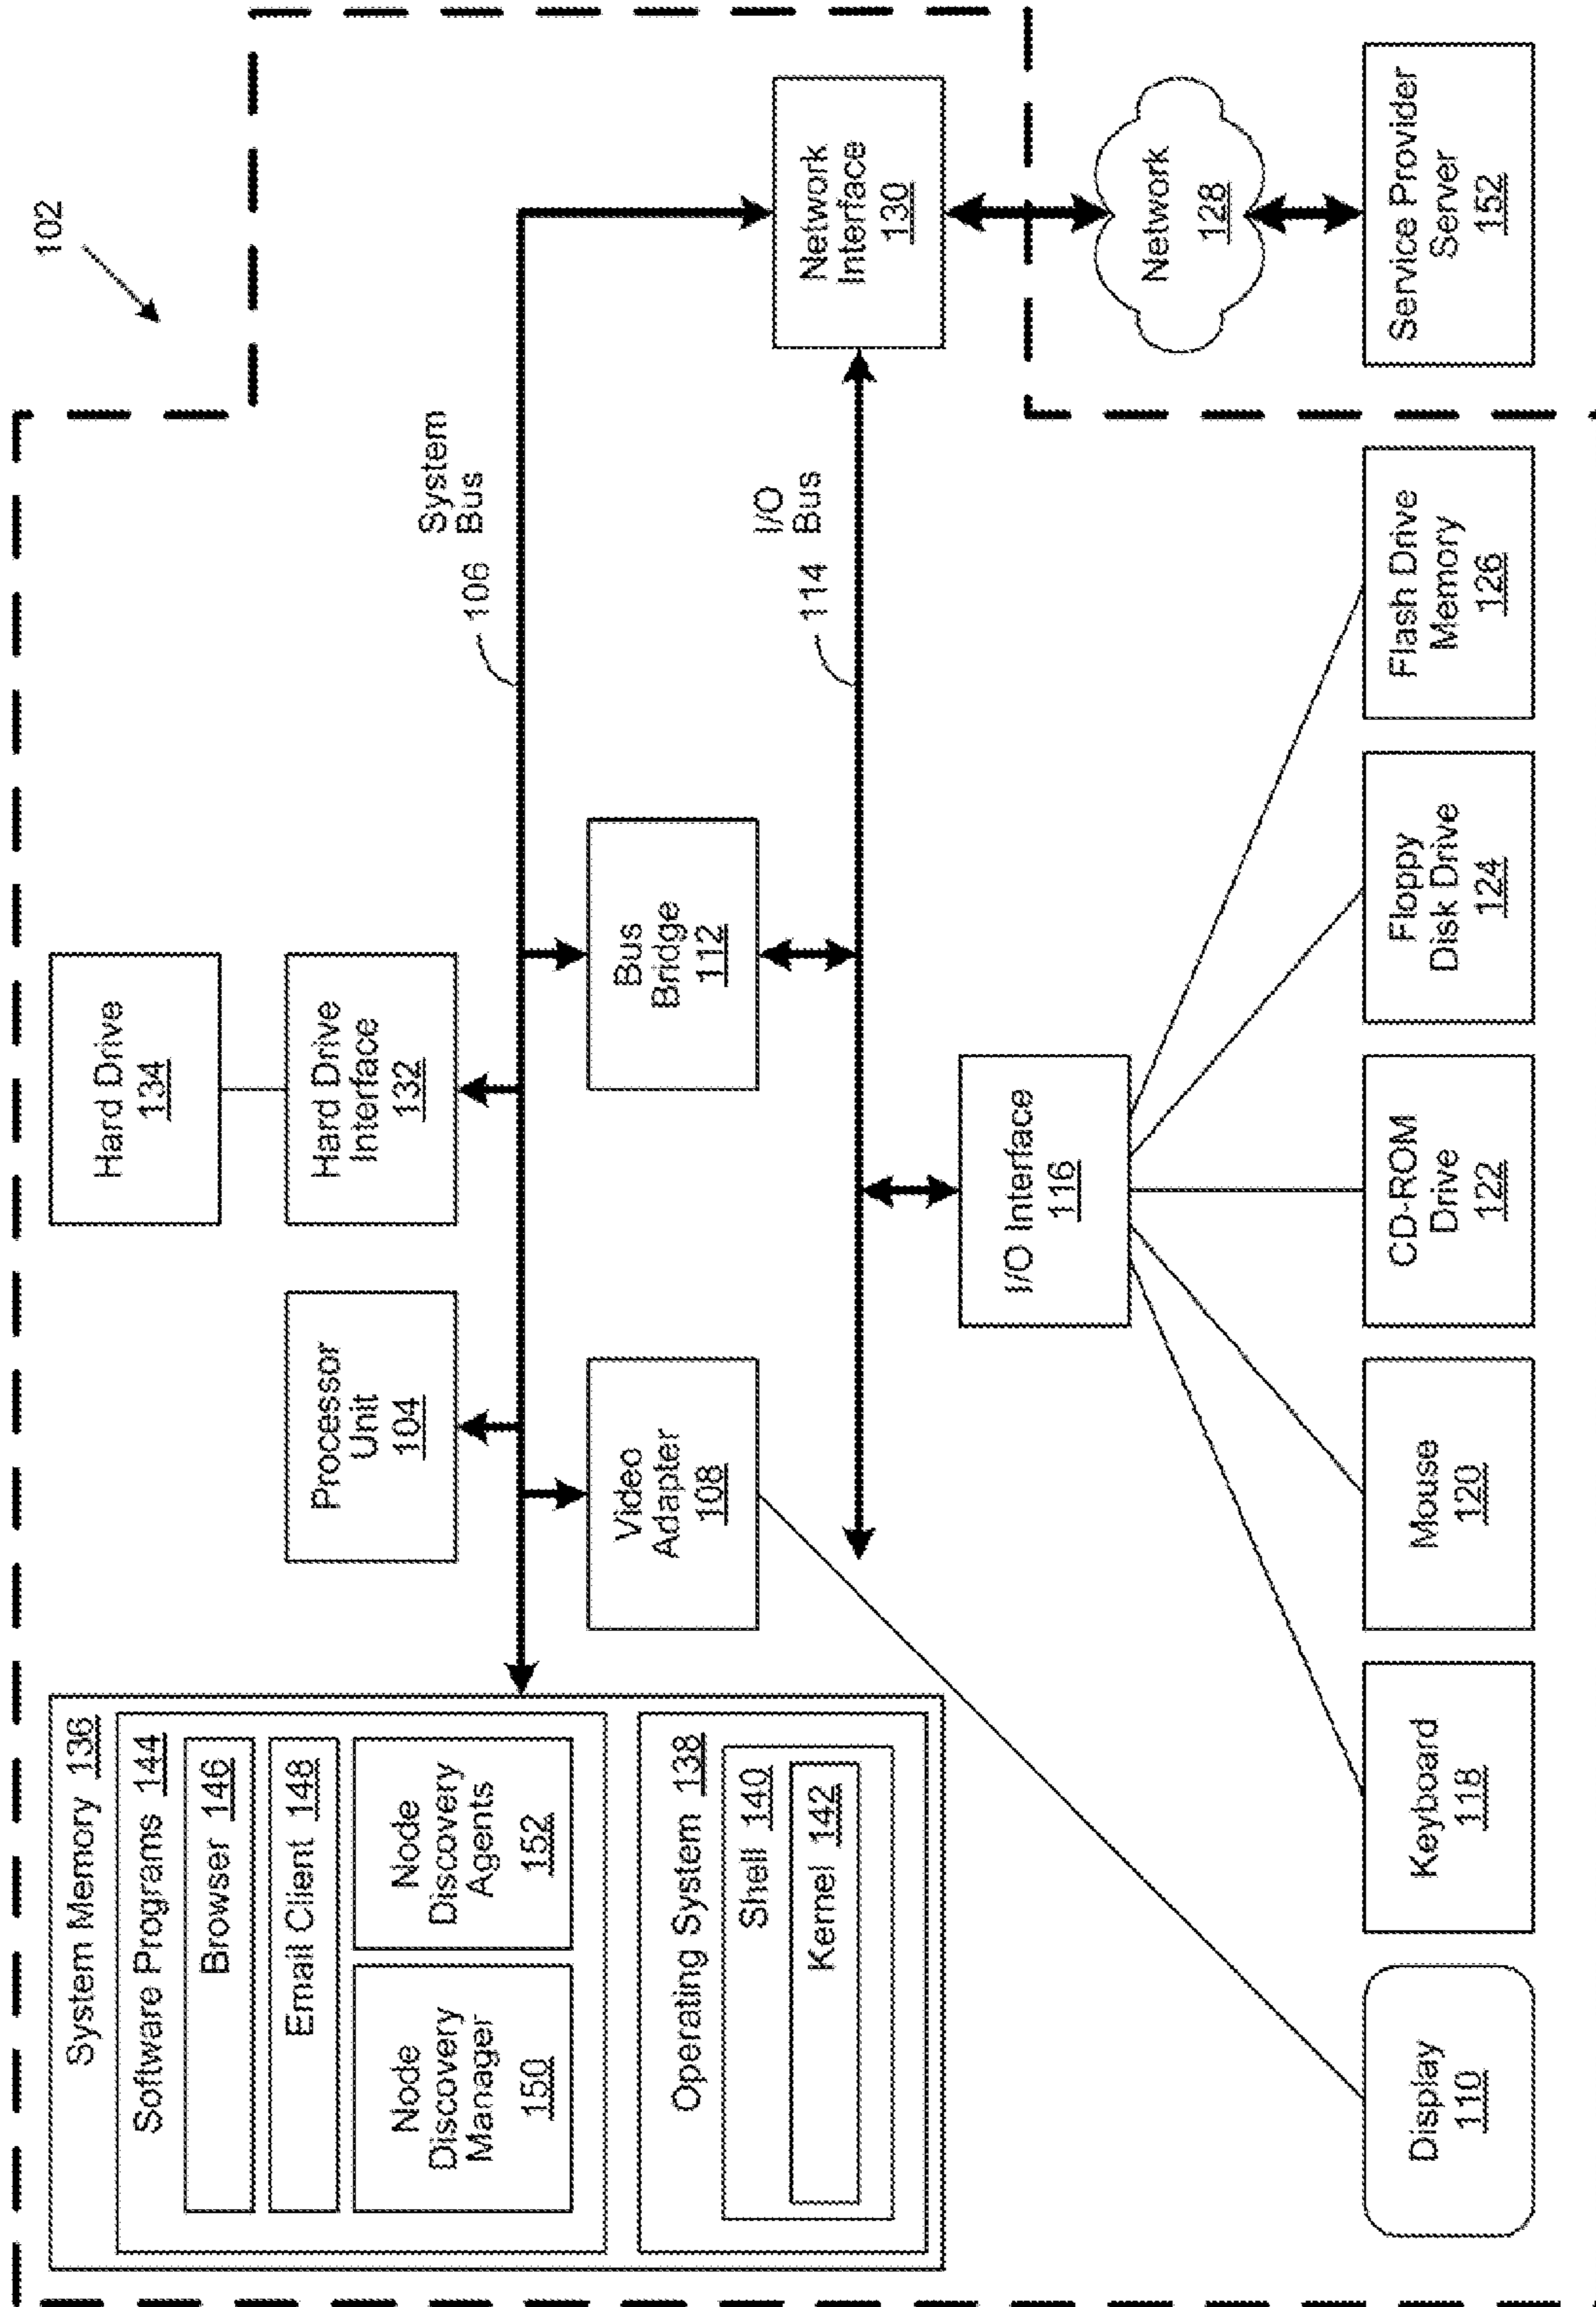 102
System Memory 136
Software Programs 144
Browser 146
Email Client 148
Node
Discovery
Manager
150
Node
Discovery
Agents
152
Operating System 138
Shell 140
Kernel 142
Processor
Unit
104
Hard Drive
134
Hard Drive
Interface
132
System
Bus
106
Video
Adapter
108
Bus
Bridge
112
I/O
Bus
114
Network
Interface
130
I/O Interface
116
Network
128
Display
110
Keyboard
118
Mouse
120
CD-ROM
Drive
122
Floppy
Disk Drive
124
Flash Drive
Memory
126
Service Provider
Server
152